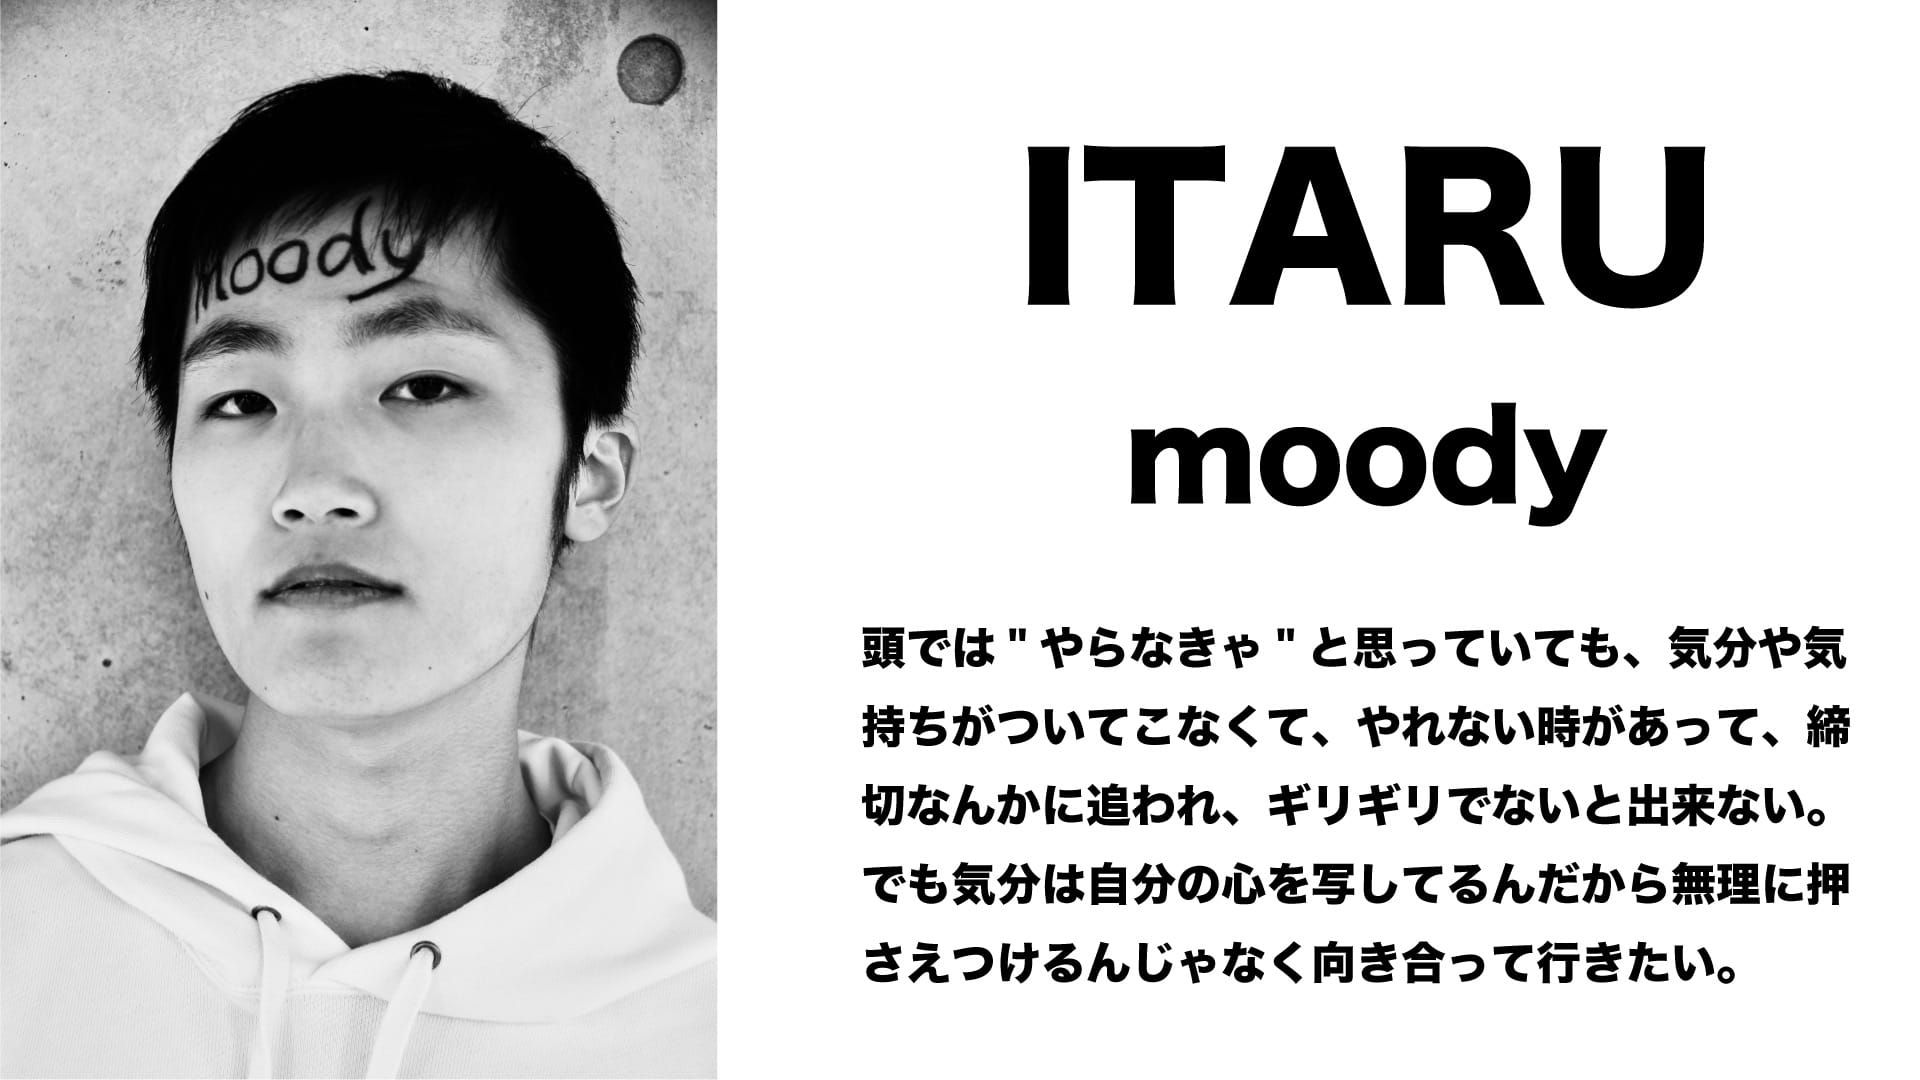 moody
ITARU
moody
頭では"やらなきゃ"と思っていても、気分や気
持ちがついてこなくて、やれない時があって、締
切なんかに追われ、ギリギリでないと出来ない。
でも気分は自分の心を写してるんだから無理に押
さえつけるんじゃなく向き合って行きたい。